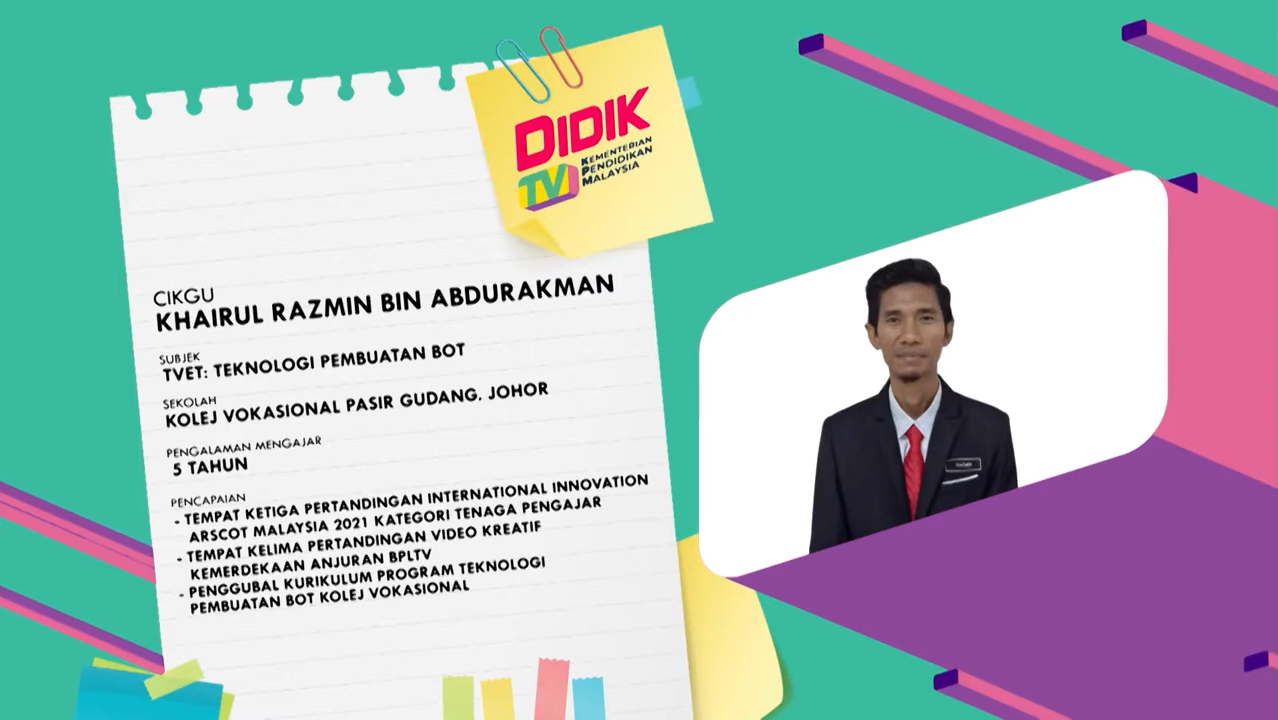 DIDIK
TV
KEMENTERIAN
PENDIDIKAN
MALAYSIA
CIKGU
KHAIRUL RAZMIN BIN ABDURAKMAN
SUBJEK
TVET: TEKNOLOGI PEMBUATAN BOT
SEKOLAH
KOLEJ VOKASIONAL PASIR GUDANG, JOHOR
PENGALAMAN MENGAJAR
5 TAHUN
PENCAPAIAN
- TEMPAT KETIGA PERTANDINGAN INTERNATIONAL INNOVATION
ARSCOT MALAYSIA 2021 KATEGORI TENAGA PENGAJAR
- TEMPAT KELIMA PERTANDINGAN VIDEO KREATIF
KEMERDEKAAN ANJURAN BPLTV
- PENGGUBAL KURIKULUM PROGRAM TEKNOLOGI
PEMBUATAN BOT KOLEJ VOKASIONAL